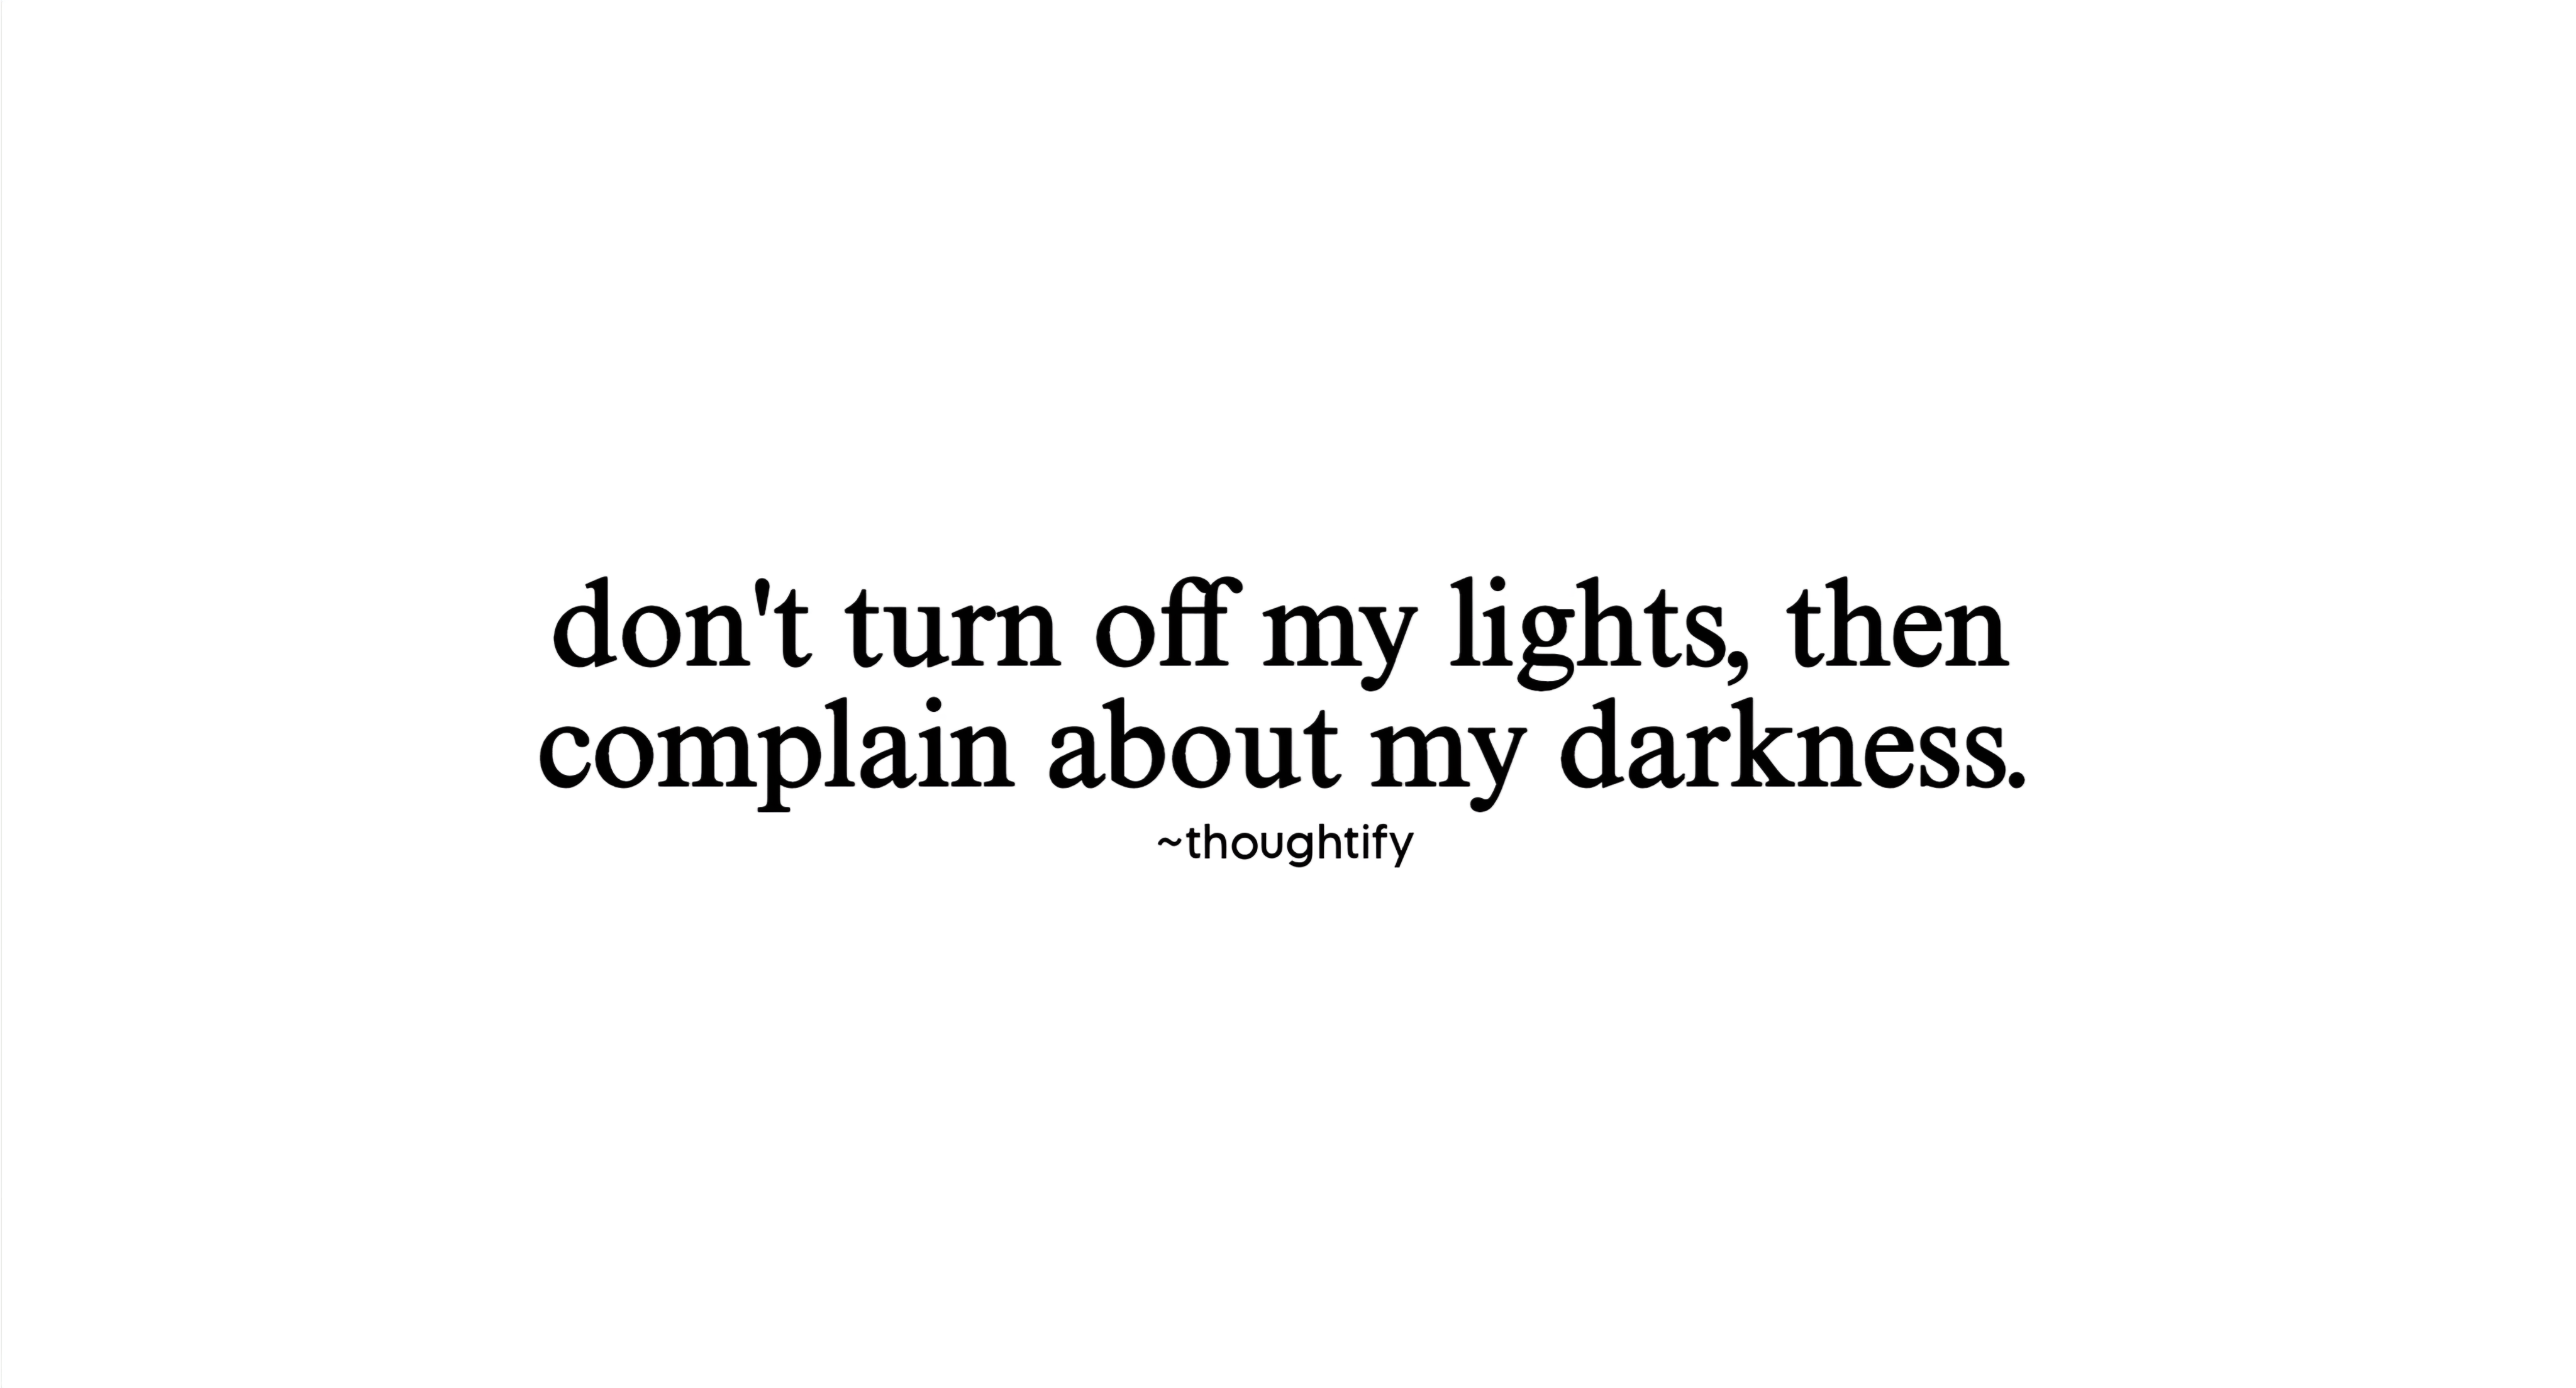 don't turn off my lights, then
complain about my darkness.
~thoughtify